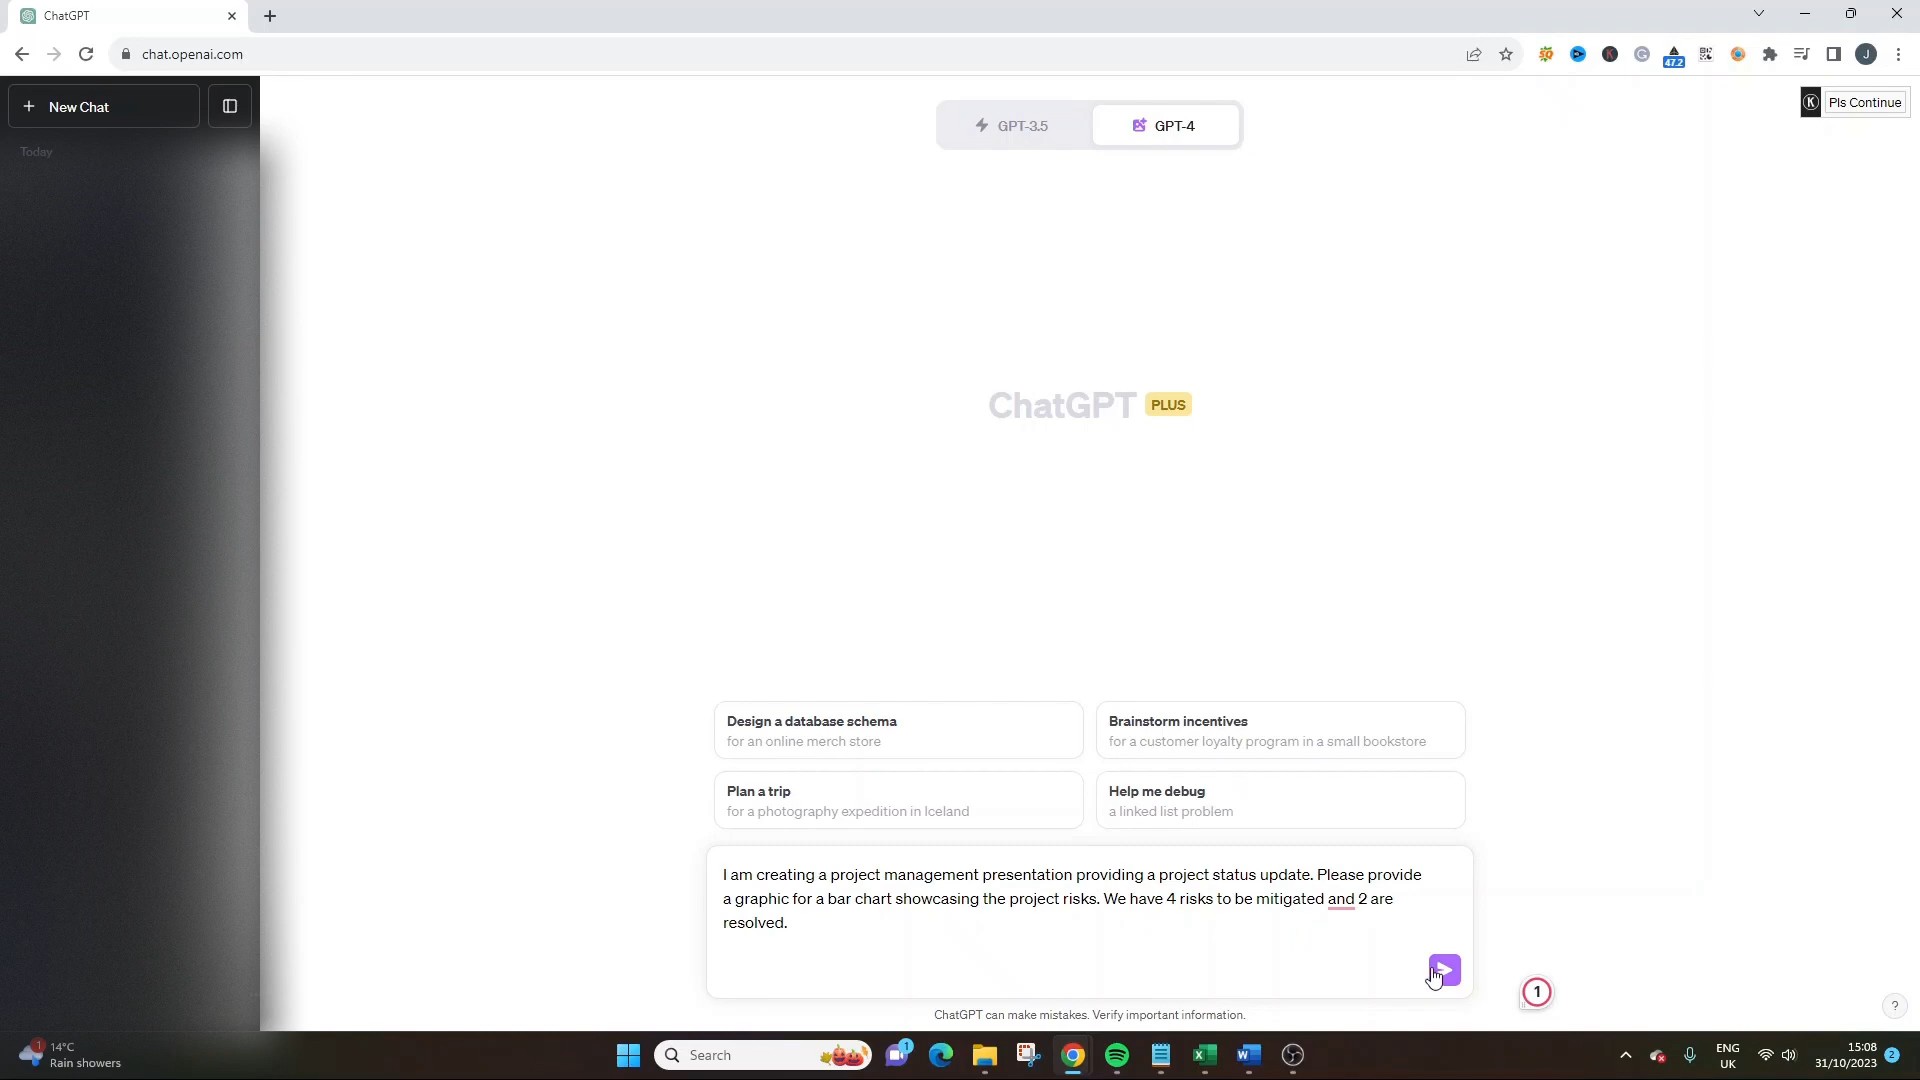 ChatGPT
chat.openai.com
47.2
J
New Chat
Today
GPT-3.5
GPT-4
K
Pls Continue
ChatGPT PLUS
Design a database schema
for an online merch store
Brainstorm incentives
for a customer loyalty program in a small bookstore
Plan a trip
for a photography expedition in Iceland
Help me debug
a linked list problem
I am creating a project management presentation providing a project status update. Please provide
a graphic for a bar chart showcasing the project risks. We have 4 risks to be mitigated and 2 are
resolved.
1
ChatGPT can make mistakes. Verify important information.
?
1
14°C
Rain showers
Search
1
ENG
UK
15:08
31/10/2023
2